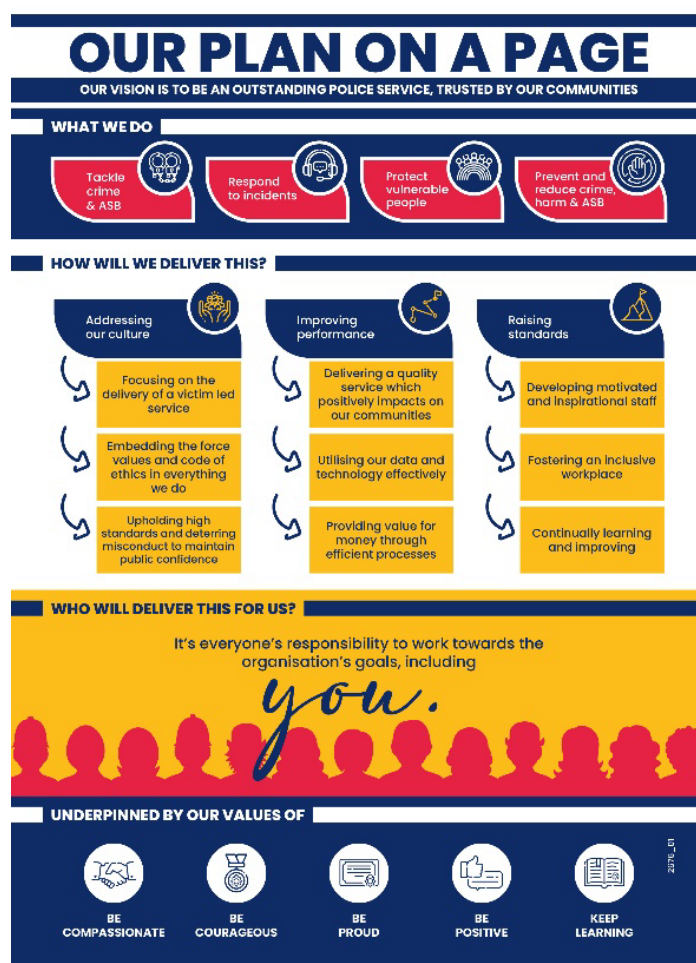 OUR PLAN ON A PAGE
OUR VISION IS TO BE AN OUTSTANDING POLICE SERVICE, TRUSTED BY OUR COMMUNITIES
WHAT WE DO
Tackle
crime
& ASB
Respond
to incidents
Protect
vulnerable
people
Prevent and
reduce crime,
harm & ASB
HOW WILL WE DELIVER THIS?
Addressing
our culture
Focusing on the
delivery of a victim led
service
Embedding the force
values and code of
ethics in everything
we do
Upholding high
standards and deterring
misconduct to maintain
public confidence
Improving
performance
Delivering a quality
service which
positively impacts on
our communities
Utilising our data and
technology effectively
Providing value for
money through
efficient processes
Raising
standards
Developing motivated
and inspirational staff
Fostering an inclusive
workplace
Continually learning
and improving
WHO WILL DELIVER THIS FOR US?
It's everyone's responsibility to work towards the
organisation's goals, including
you.
UNDERPINNED BY OUR VALUES OF
BE
COMPASSIONATE
BE
COURAGEOUS
BE
PROUD
BE
POSITIVE
KEEP
LEARNING
2676_01